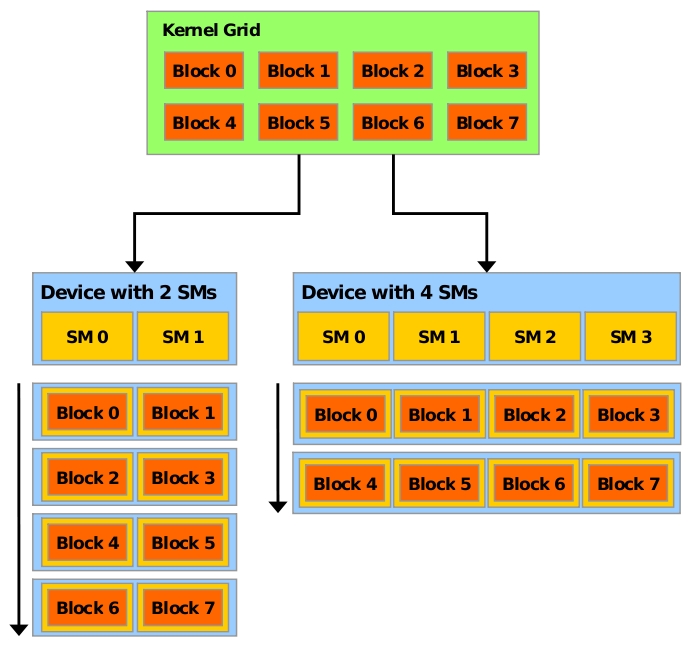 Kernel Grid
Block 0 Block 1 Block 2 Block 3
Block 4 Block 5 Block 6 Block 7
Device with 2 SMs
SM 0 SM 1
Block 0 Block 1
Block 2 Block 3
Block 4 Block 5
Block 6 Block 7
Device with 4 SMs
SM 0 SM 1 SM 2 SM 3
Block 0 Block 1 Block 2 Block 3
Block 4 Block 5 Block 6 Block 7